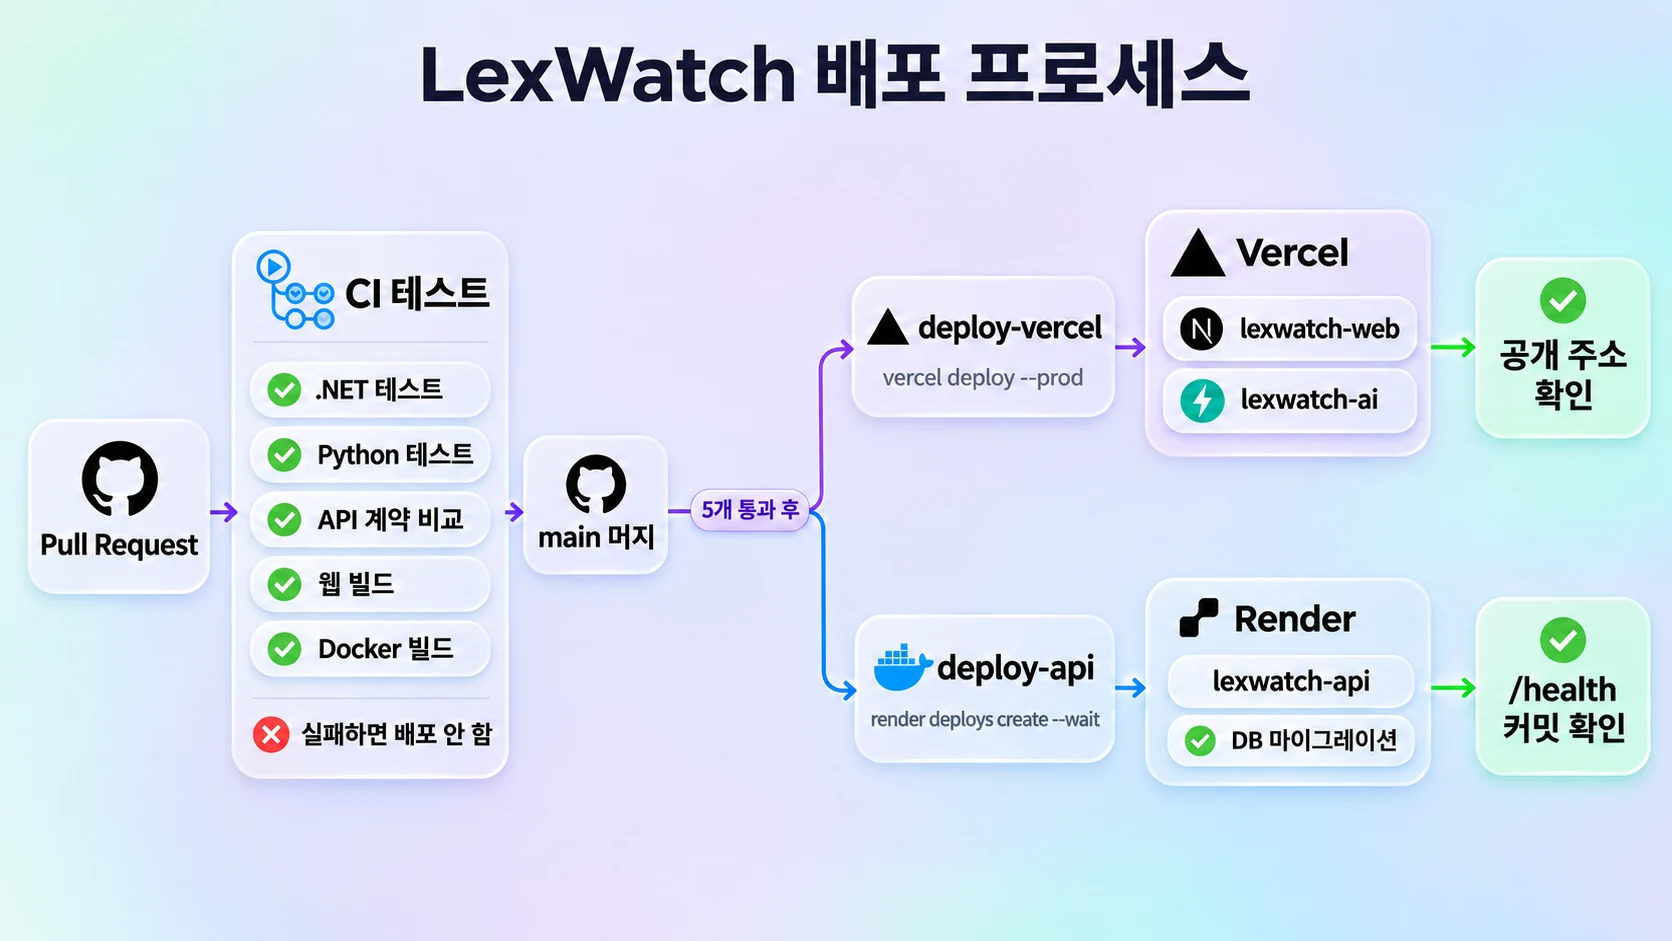 LexWatch 배포 프로세스
Pull Request
CI 테스트
.NET 테스트
Python 테스트
API 계약 비교
웹 빌드
Docker 빌드
실패하면 배포 안 함
main 머지
5개 통과 후
deploy-vercel
vercel deploy --prod
Vercel
lexwatch-web
lexwatch-ai
공개 주소
확인
deploy-api
render deploys create --wait
Render
lexwatch-api
DB 마이그레이션
/health
커밋 확인